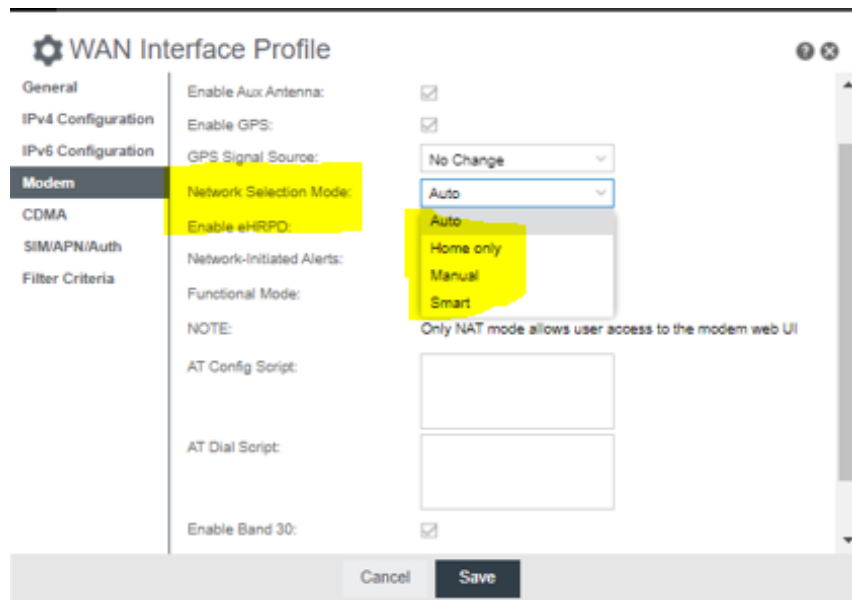 WAN Interface Profile
General
IPv4 Configuration
IPv6 Configuration
Modem
CDMA
SIM/APN/Auth
Filter Criteria
Enable Aux Antenna:
Enable GPS:
GPS Signal Source: No Change
Network Selection Mode: Auto
Auto
Home only
Manual
Smart
Enable eHRPD:
Network-Initiated Alerts:
Functional Mode:
NOTE: Only NAT mode allows user access to the modem web UI
AT Config Script:
AT Dial Script:
Enable Band 30:
Cancel Save